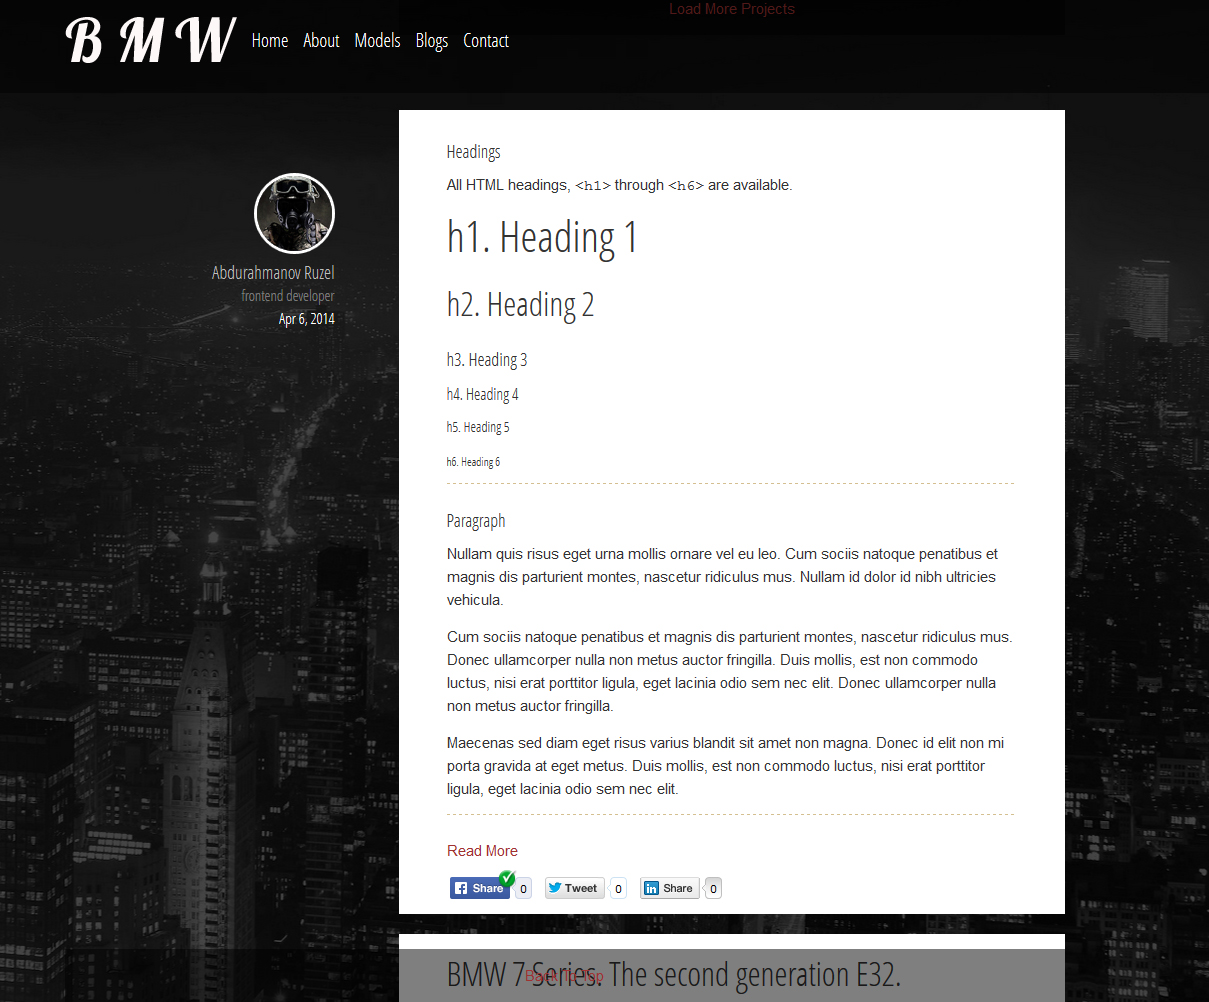 Load More Projects
B M W
Home About Models Blogs Contact
Abdurahmanov Ruzel
frontend developer
Apr 6, 2014
Headings
All HTML headings, <h1> through <h6> are available.
h1. Heading 1
h2. Heading 2
h3. Heading 3
h4. Heading 4
h5. Heading 5
h6. Heading 6
Paragraph
Nullam quis risus eget urna mollis ornare vel eu leo. Cum sociis natoque penatibus et
magnis dis parturient montes, nascetur ridiculus mus. Nullam id dolor id nibh ultricies
vehicula.
Cum sociis natoque penatibus et magnis dis parturient montes, nascetur ridiculus mus.
Donec ullamcorper nulla non metus auctor fringilla. Duis mollis, est non commodo
luctus, nisi erat porttitor ligula, eget lacinia odio sem nec elit. Donec ullamcorper nulla
non metus auctor fringilla.
Maecenas sed diam eget risus varius blandit sit amet non magna. Donec id elit non mi
porta gravida at eget metus. Duis mollis, est non commodo luctus, nisi erat porttitor
ligula, eget lacinia odio sem nec elit.
Read More
Share 0 Tweet 0 Share 0
BMW 7 Series. The second generation E32.
Back To Top